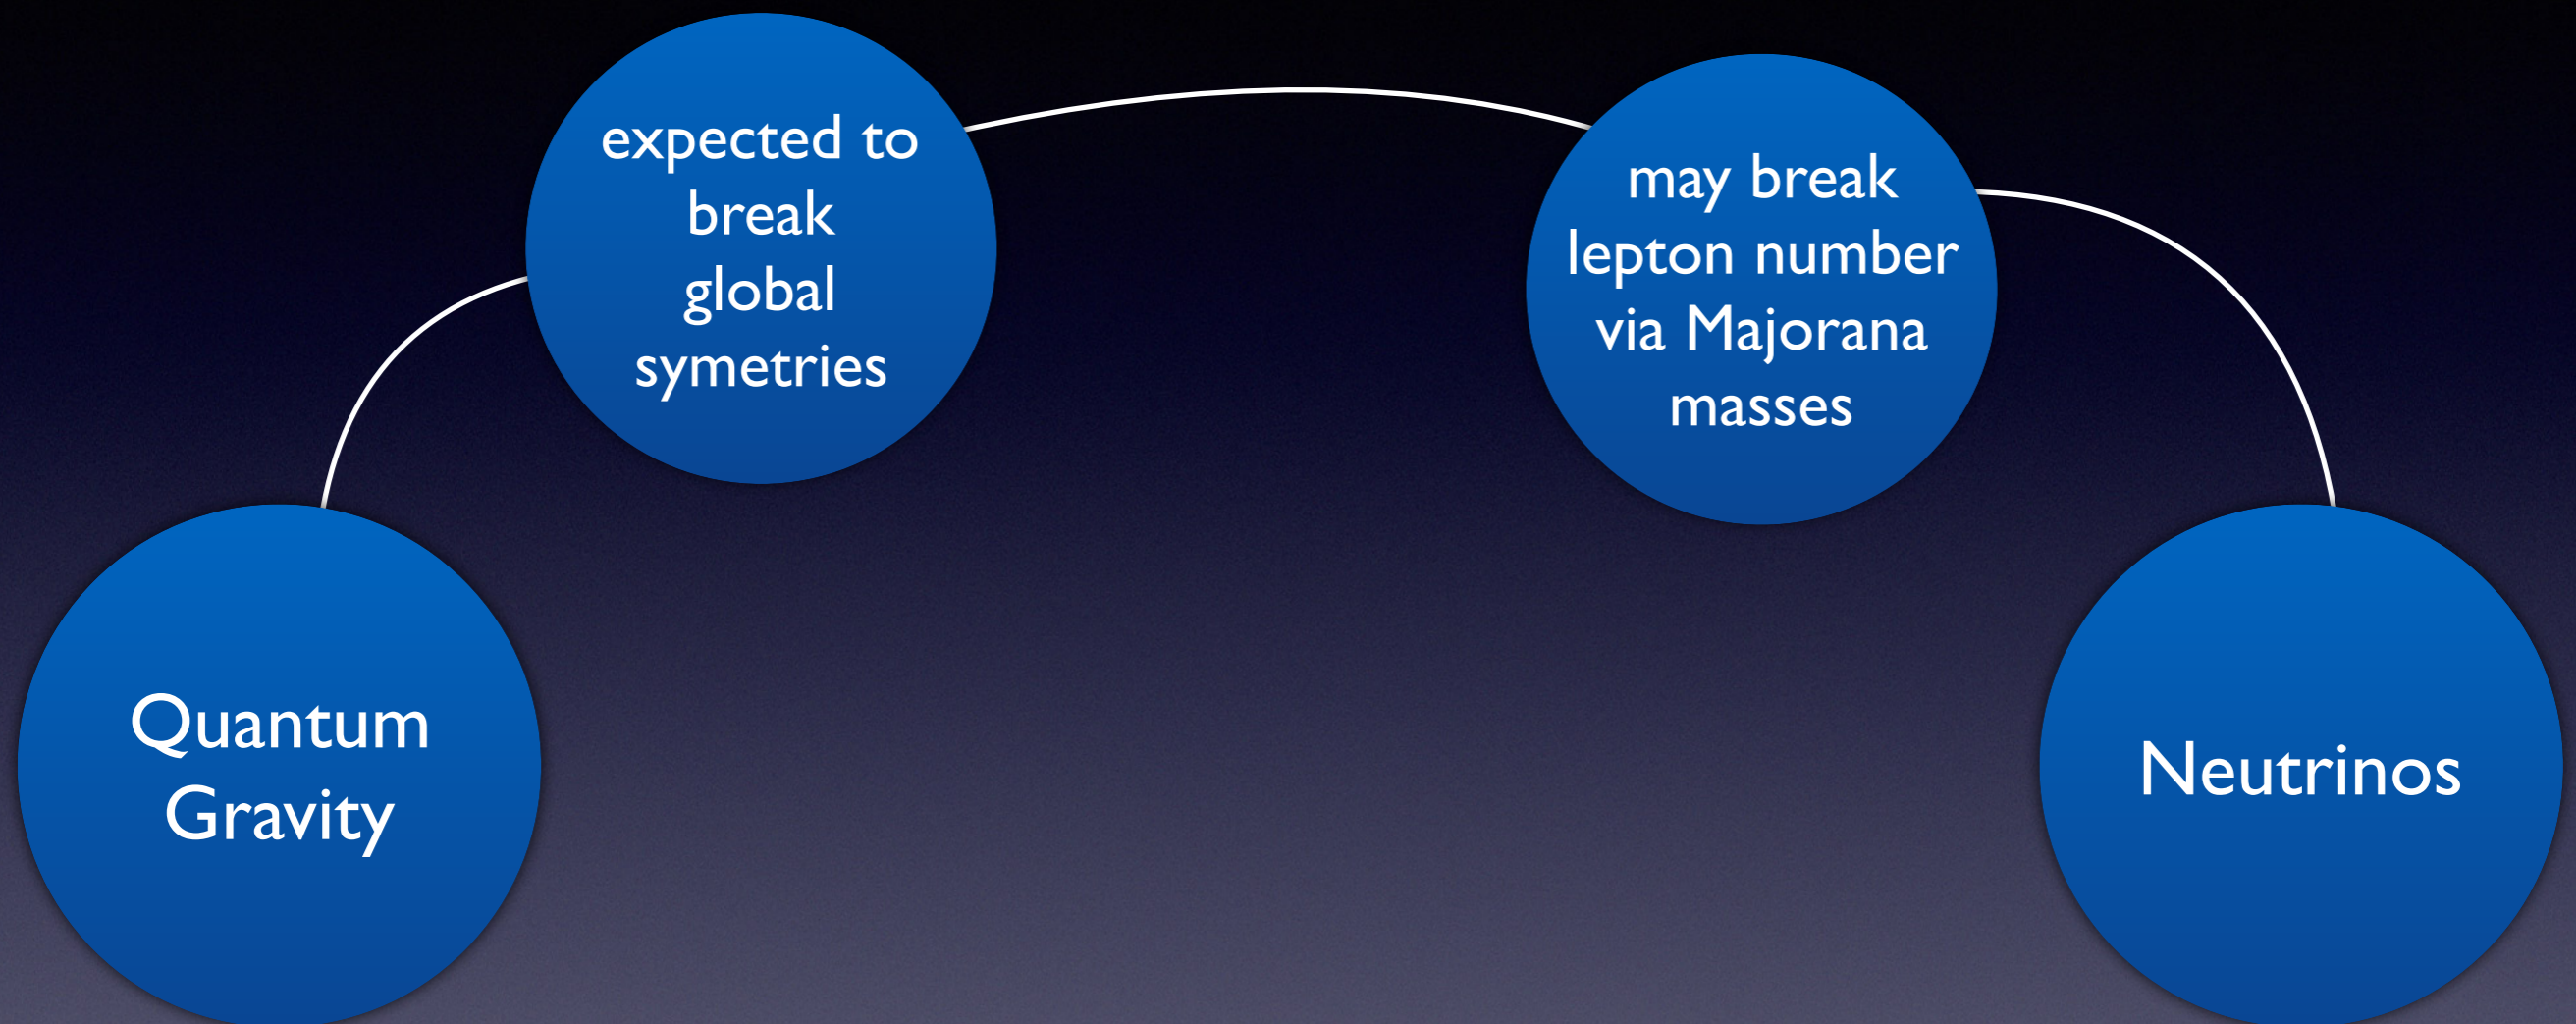 expected to
break
global
symetries
may break
lepton number
via Majorana
masses
Quantum
Gravity
Neutrinos